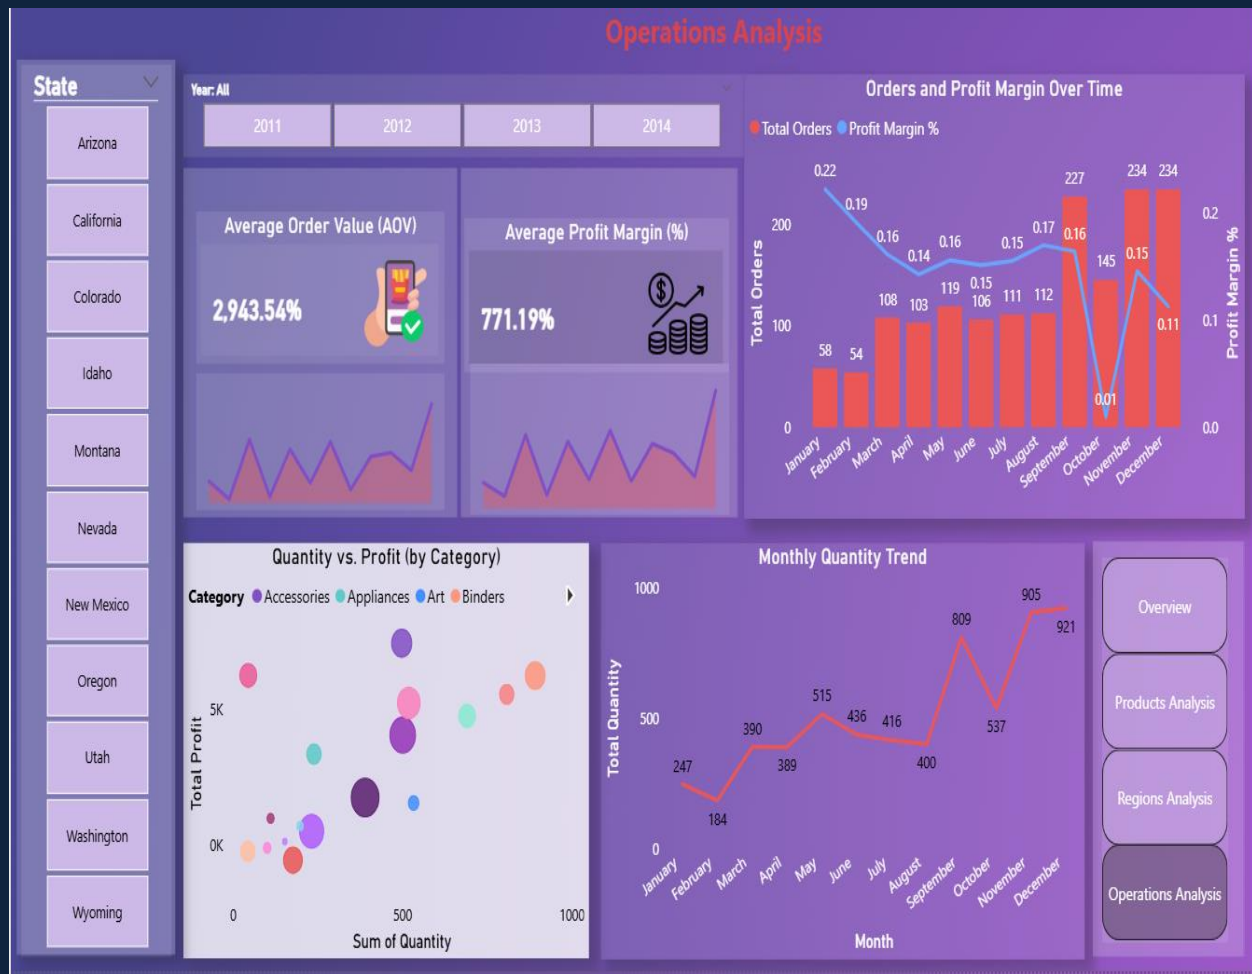 Operations Analysis
State
Arizona
California
Colorado
Idaho
Montana
Nevada
New Mexico
Oregon
Utah
Washington
Wyoming
Year: All
2011 2012 2013 2014
Average Order Value (AOV)
2,943.54%
Average Profit Margin (%)
771.19%
Orders and Profit Margin Over Time
Total Orders Profit Margin %
Total Orders
200
100
0
0.22 0.19 0.16 0.14 0.16 0.15 0.15 0.17 0.16 0.01 0.15 0.11
58 54 108 103 119 106 111 112 227 145 234 234
0.2
0.1
0.0
Profit Margin %
January February March April May June July August September October November December
Quantity vs. Profit (by Category)
Category Accessories Appliances Art Binders
Total Profit
5K
0K
0 500 1000
Sum of Quantity
Monthly Quantity Trend
Total Quantity
1000
500
0
247 184 390 389 515 436 416 400 809 537 905 921
January February March April May June July August September October November December
Month
Overview
Products Analysis
Regions Analysis
Operations Analysis